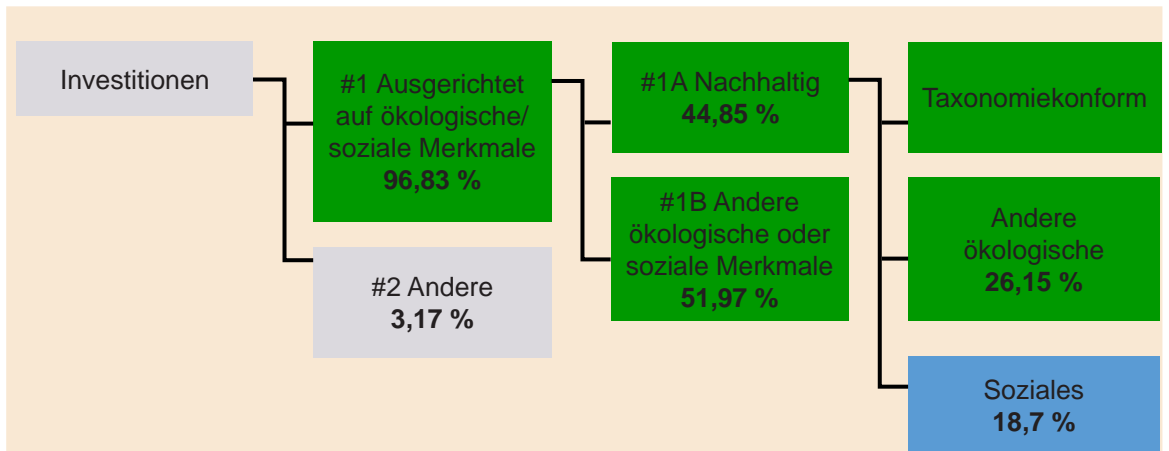 Investitionen
#1 Ausgerichtet
auf ökologische/
soziale Merkmale
96,83 %
#2 Andere
3,17 %
#1A Nachhaltig
44,85 %
#1B Andere
ökologische oder
soziale Merkmale
51,97 %
Taxonomiekonform
Andere
ökologische
26,15 %
Soziales
18,7 %